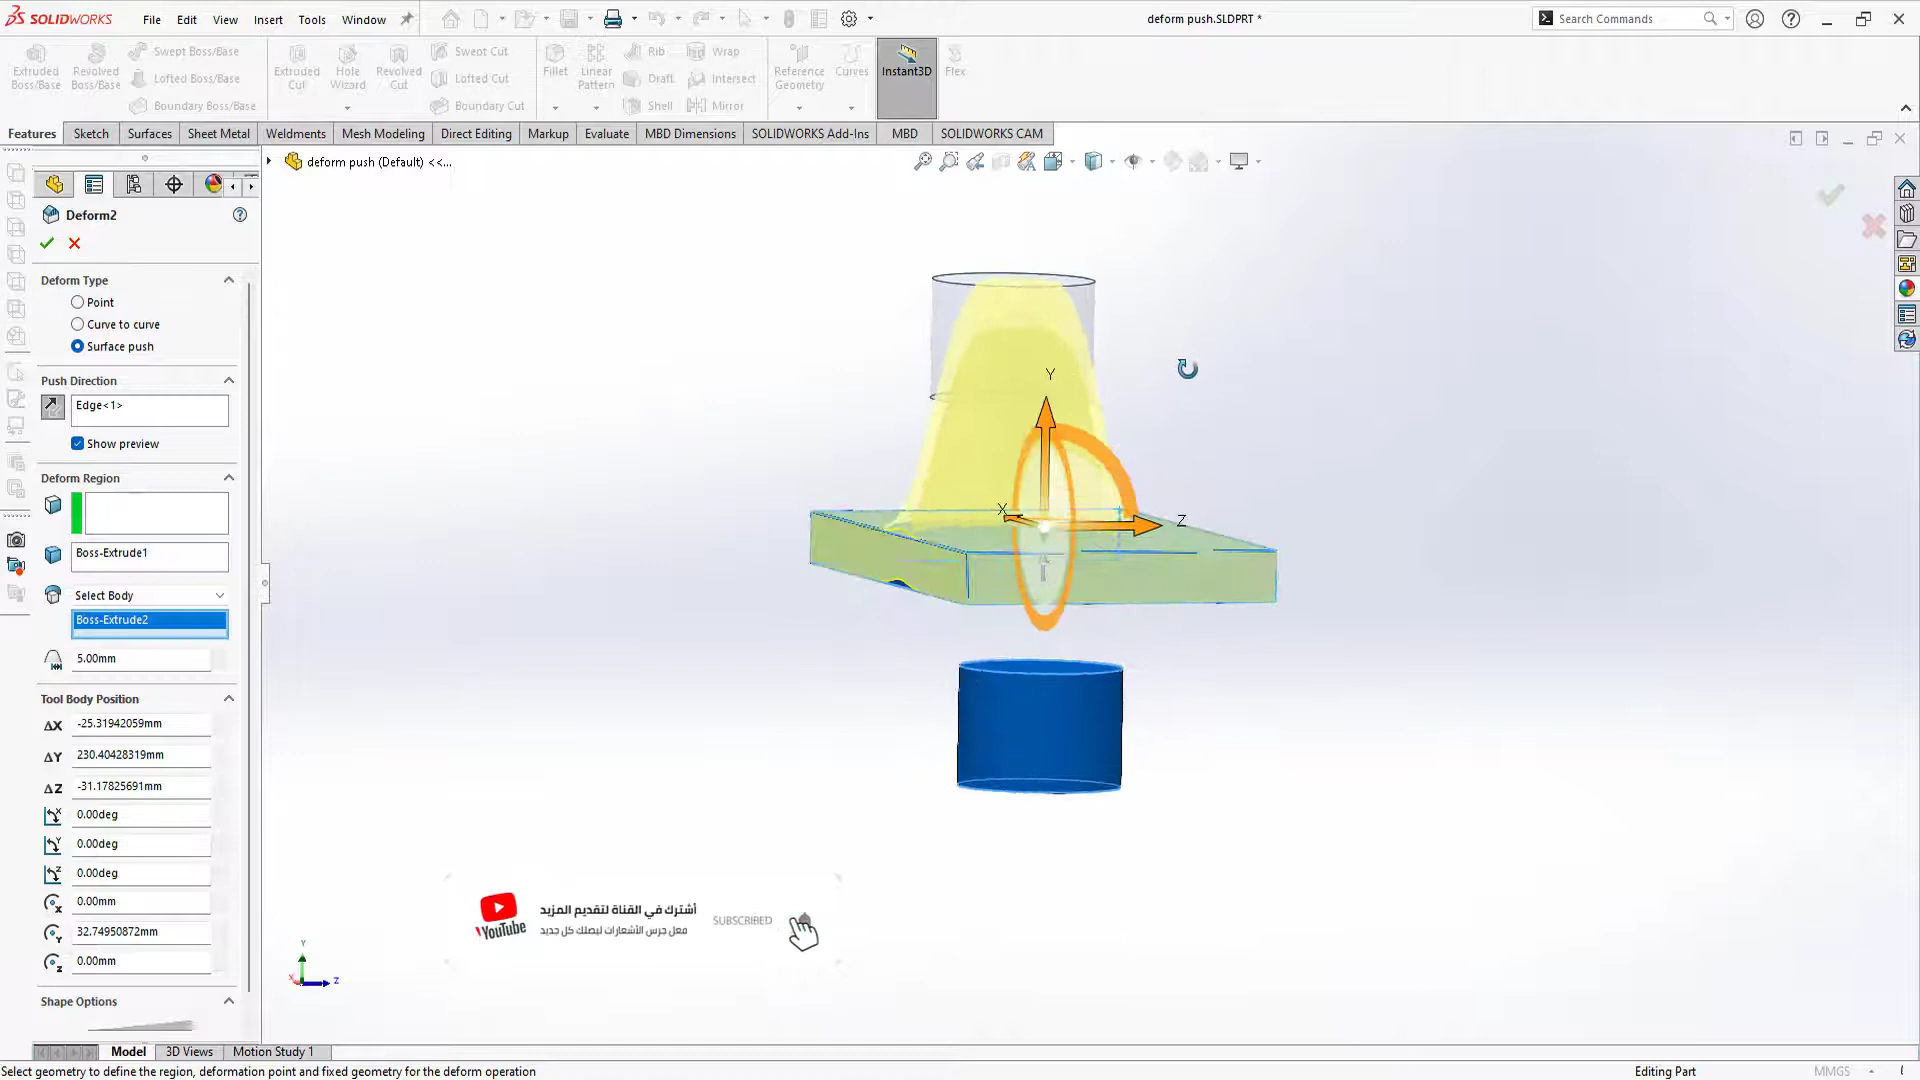 SOLIDWORKS File Edit View Insert Tools Window deform push.SLDPRT * Search Commands
Extruded Boss/Base Revolved Boss/Base Swept Boss/Base Lofted Boss/Base Boundary Boss/Base Extruded Cut Hole Wizard Revolved Cut Swept Cut Lofted Cut Boundary Cut Fillet Linear Pattern Rib Draft Shell Wrap Intersect Mirror Reference Geometry Curves Instant3D Flex
Features Sketch Surfaces Sheet Metal Weldments Mesh Modeling Direct Editing Markup Evaluate MBD Dimensions SOLIDWORKS Add-Ins MBD SOLIDWORKS CAM
deform push (Default) <<...
Deform2
Deform Type
Point
Curve to curve
Surface push
Push Direction
Edge<1>
Show preview
Deform Region
Boss-Extrude1
Select Body
Boss-Extrude2
5.00mm
Tool Body Position
ΔX -25.31942059mm
ΔY 230.40428319mm
ΔZ -31.17825691mm
0.00deg
0.00deg
0.00deg
0.00mm
32.74950872mm
0.00mm
Shape Options
Y
X
Z
YouTube
أشترك في القناة لتقديم المزيد
فعل جرس الأشعارات ليصلك كل جديد
SUBSCRIBED
Y
X
Z
Model 3D Views Motion Study 1
Select geometry to define the region, deformation point and fixed geometry for the deform operation Editing Part MMGS